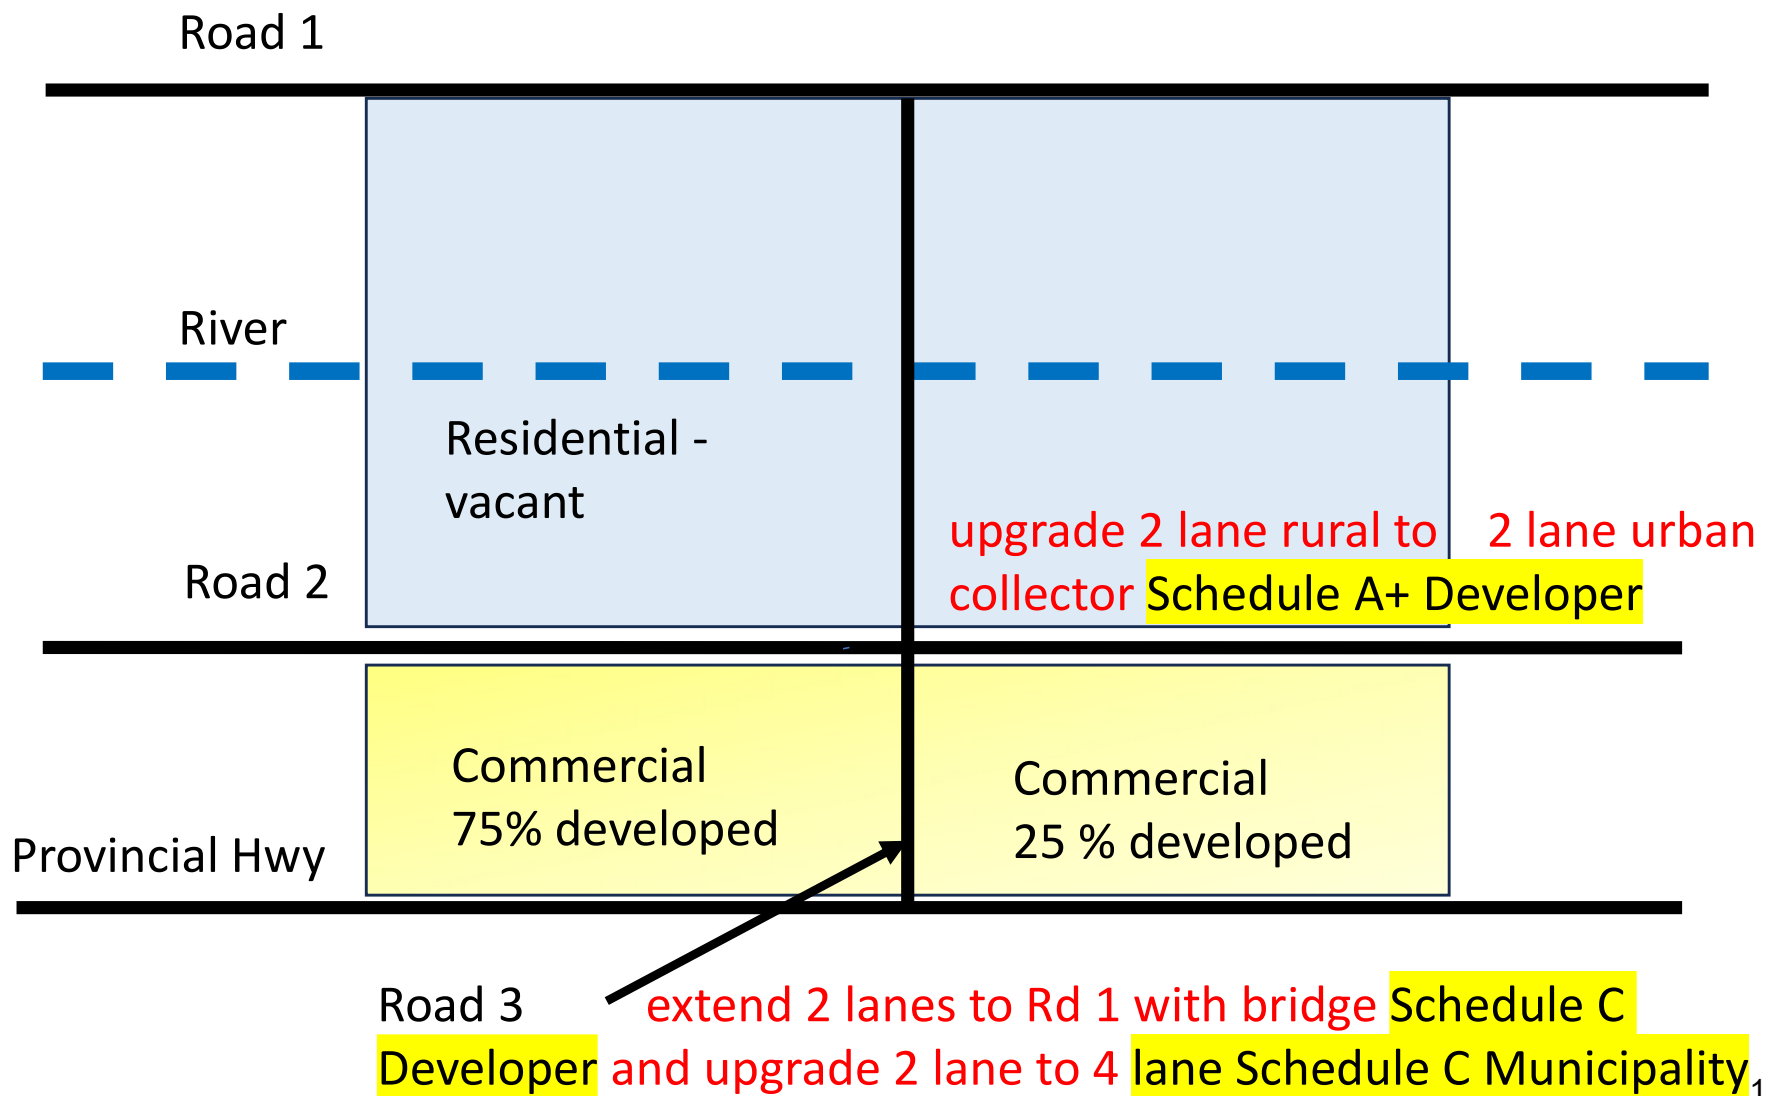 Road 1
River
Residential -
vacant
upgrade 2 lane rural to 2 lane urban
collector Schedule A+ Developer
Road 2
Commercial
75% developed
Commercial
25 % developed
Provincial Hwy
Road 3 extend 2 lanes to Rd 1 with bridge Schedule C
Developer and upgrade 2 lane to 4 lane Schedule C Municipality
1